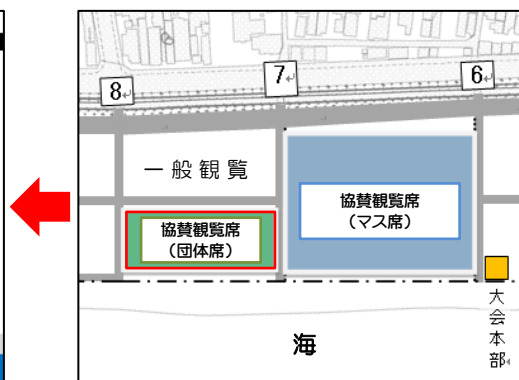 8
7
6
一般観覧
協賛観覧席
（マス席）
協賛観覧席
（団体席）
大会本部
海